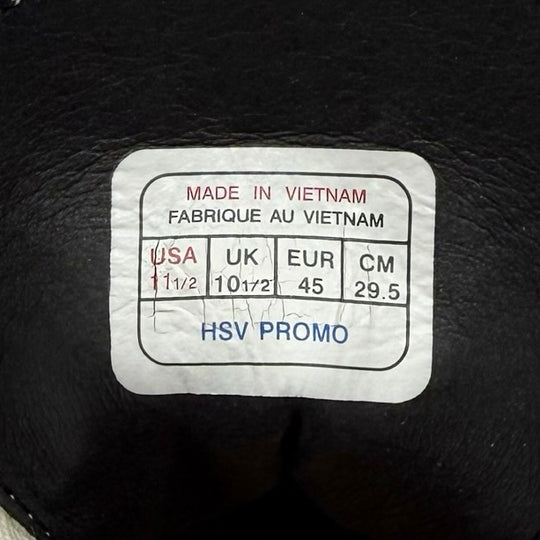 MADE IN VIETNAM
FABRIQUE AU VIETNAM
USA UK EUR CM
11 1/2 10 1/2 45 29.5
HSV PROMO